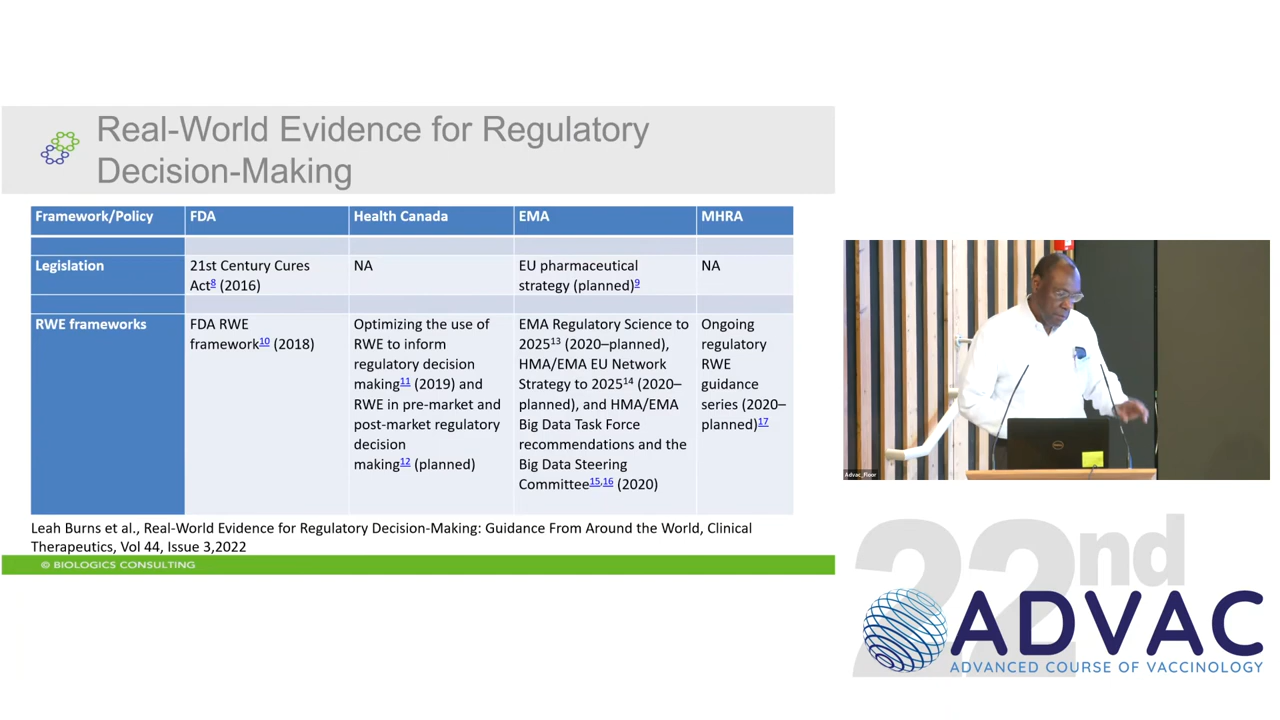 Real-World Evidence for Regulatory
Decision-Making
Framework/Policy
FDA
Health Canada
EMA
MHRA
Legislation
21st Century Cures
Act8 (2016)
NA
EU pharmaceutical
strategy (planned)9
NA
RWE frameworks
FDA RWE
framework10 (2018)
Optimizing the use of
RWE to inform
regulatory decision
making11 (2019) and
RWE in pre-market and
post-market regulatory
decision
making12 (planned)
EMA Regulatory Science to
202513 (2020–planned),
HMA/EMA EU Network
Strategy to 202514 (2020–
planned), and HMA/EMA
Big Data Task Force
recommendations and the
Big Data Steering
Committee15,16 (2020)
Ongoing
regulatory
RWE
guidance
series (2020–
planned)17
Leah Burns et al., Real-World Evidence for Regulatory Decision-Making: Guidance From Around the World, Clinical
Therapeutics, Vol 44, Issue 3,2022
© BIOLOGICS CONSULTING
Advac_floor
DELL
22nd
ADVAC
ADVANCED COURSE OF VACCINOLOGY